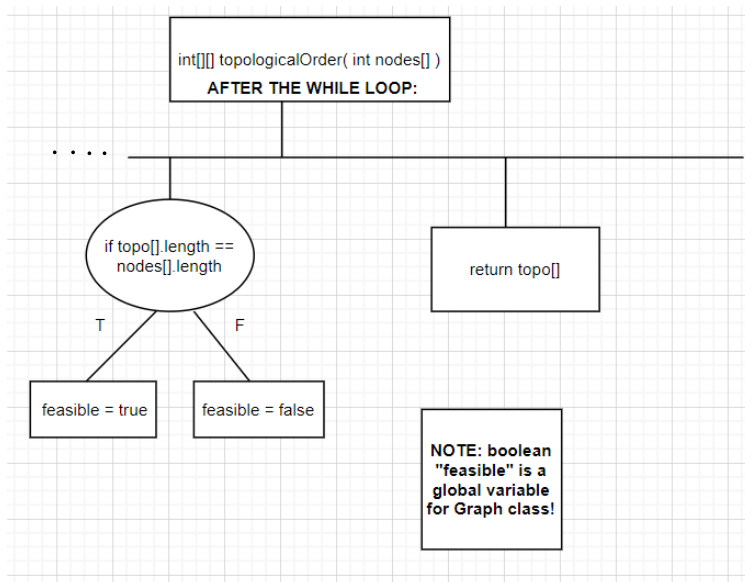 int[][] topologicalOrder( int nodes[] )
AFTER THE WHILE LOOP:
. . . .
if topo[].length ==
nodes[].length
return topo[]
T
F
feasible = true
feasible = false
NOTE: boolean
"feasible" is a
global variable
for Graph class!